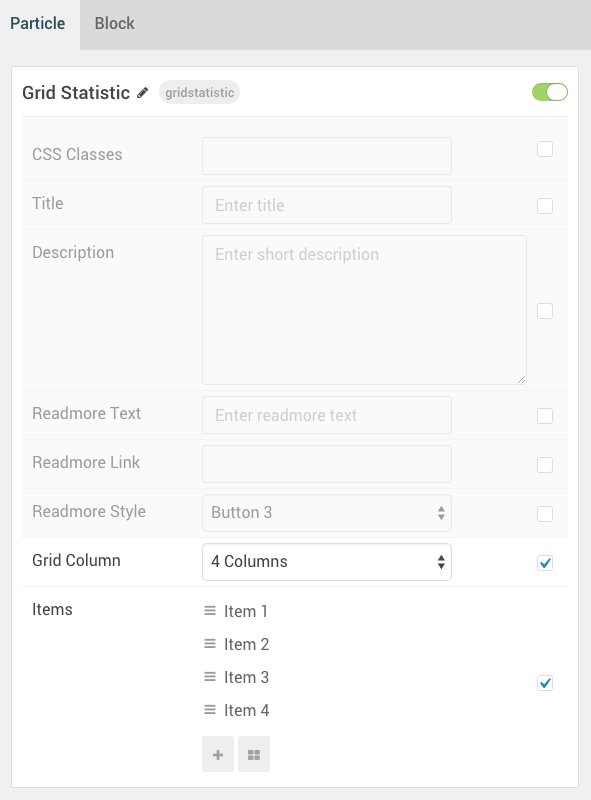 Particle Block
Grid Statistic gridstatistic
CSS Classes
Title Enter title
Description Enter short description
Readmore Text Enter readmore text
Readmore Link
Readmore Style Button 3
Grid Column 4 Columns
Items Item 1
Item 2
Item 3
Item 4